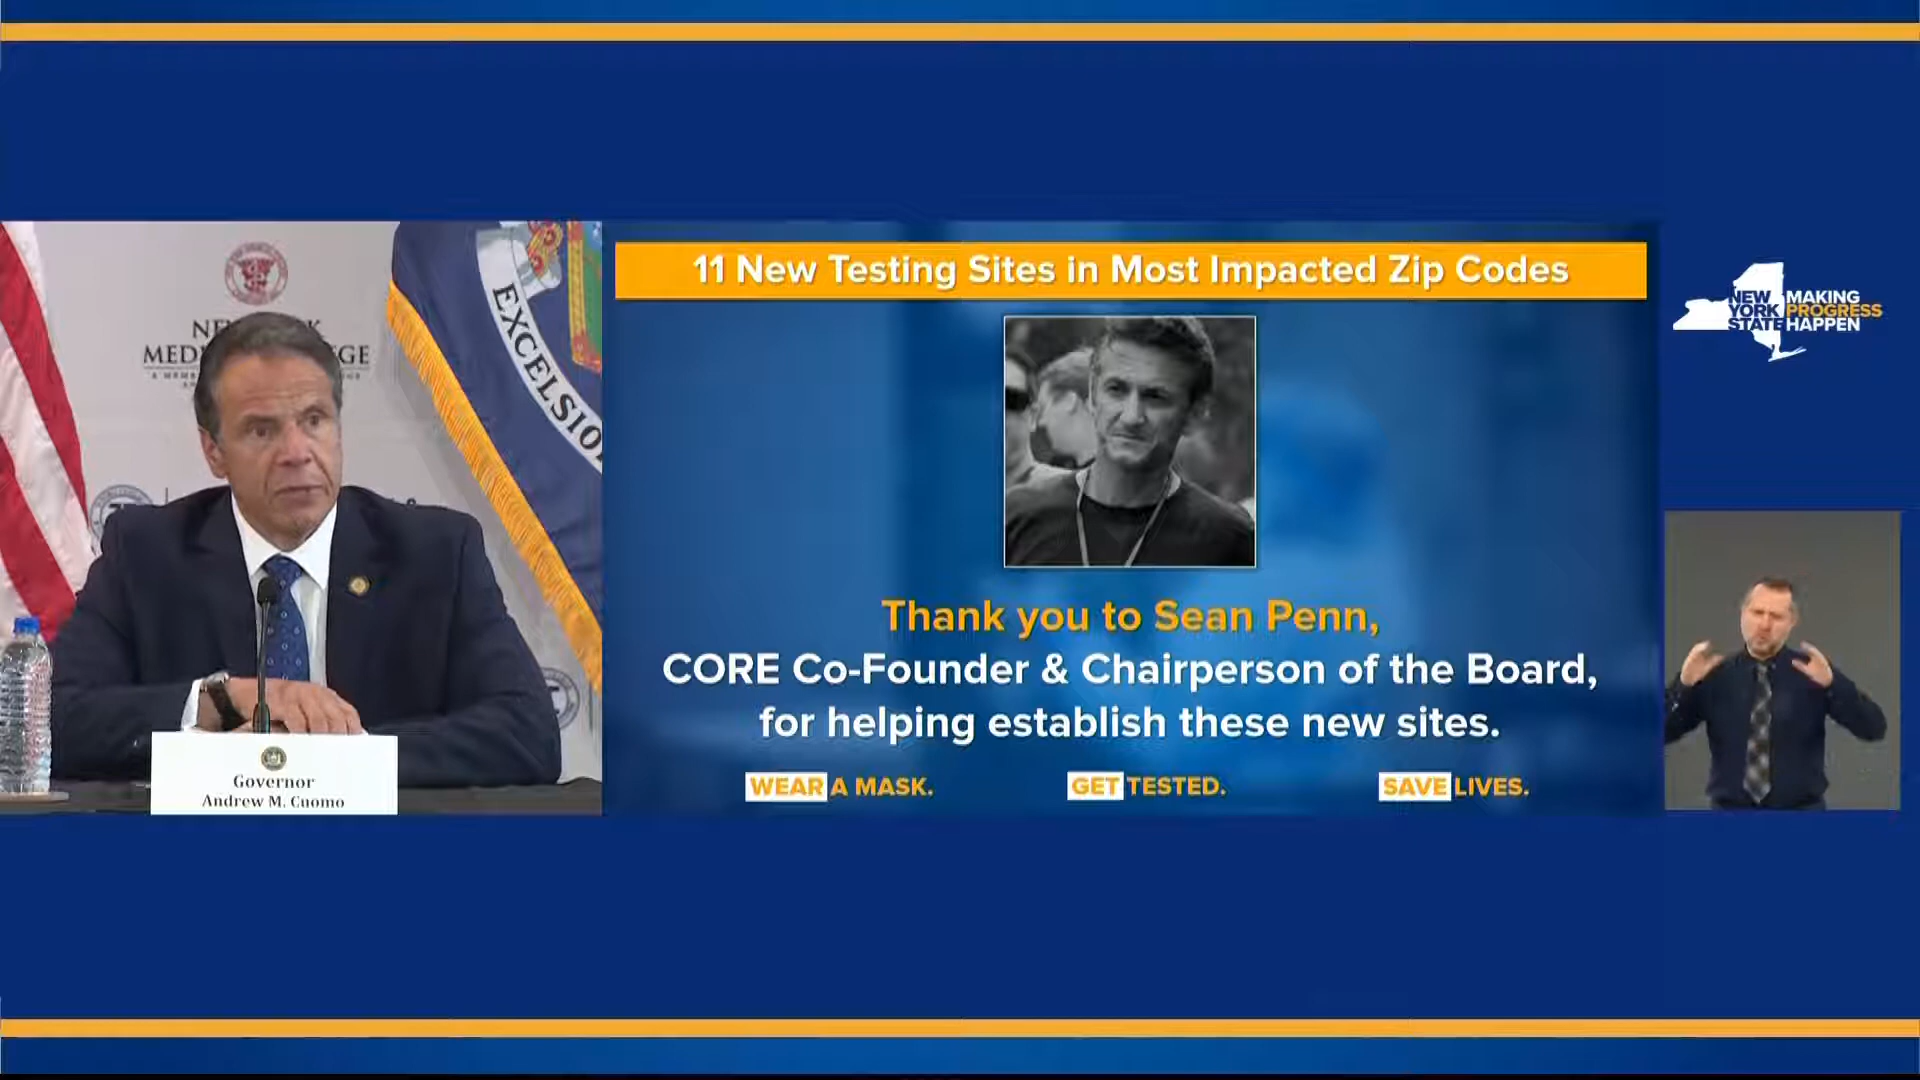 11 New Testing Sites in Most Impacted Zip Codes
NEW
YORK
STATE
MAKING
PROGRESS
HAPPEN
EXCELSIO
Thank you to Sean Penn,
CORE Co-Founder & Chairperson of the Board,
for helping establish these new sites.
WEAR A MASK. GET TESTED. SAVE LIVES.
Governor
Andrew M. Cuomo